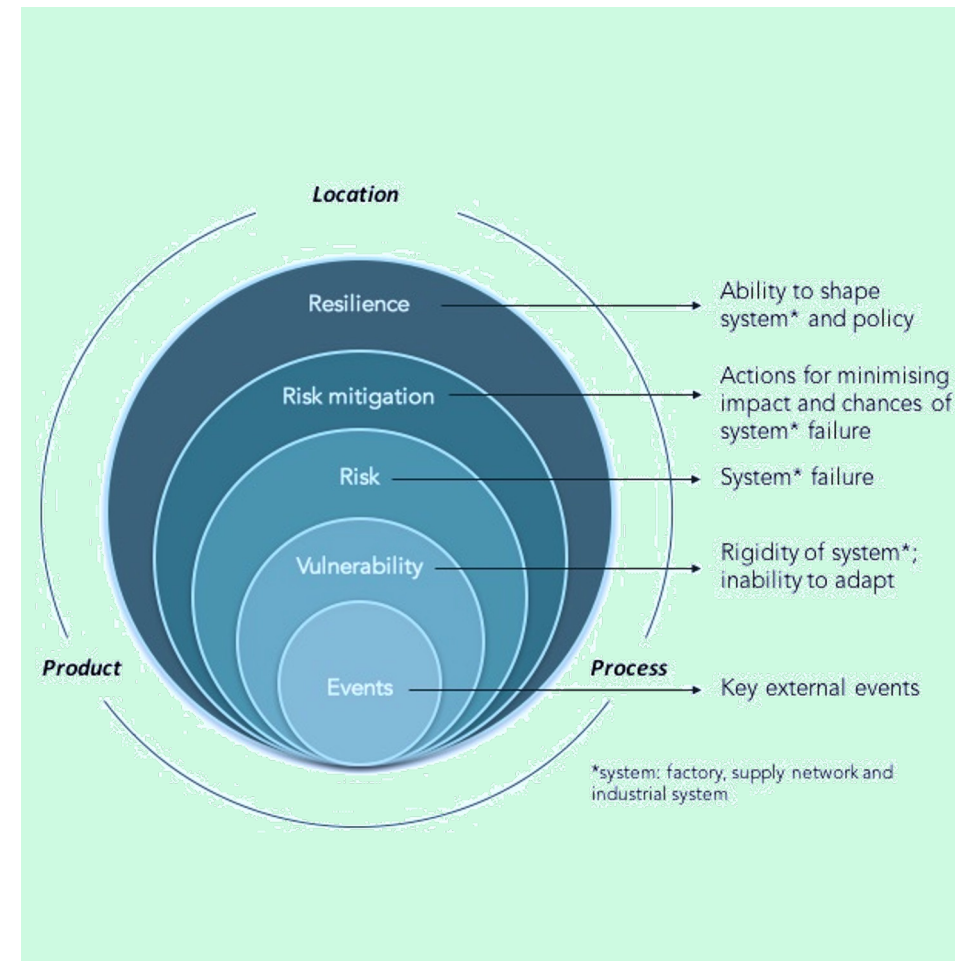 Location
Resilience
Ability to shape
system* and policy
Risk mitigation
Actions for minimising
impact and chances of
system* failure
Risk
System* failure
Vulnerability
Rigidity of system*;
inability to adapt
Product
Process
Events
Key external events
*system: factory, supply network and
industrial system